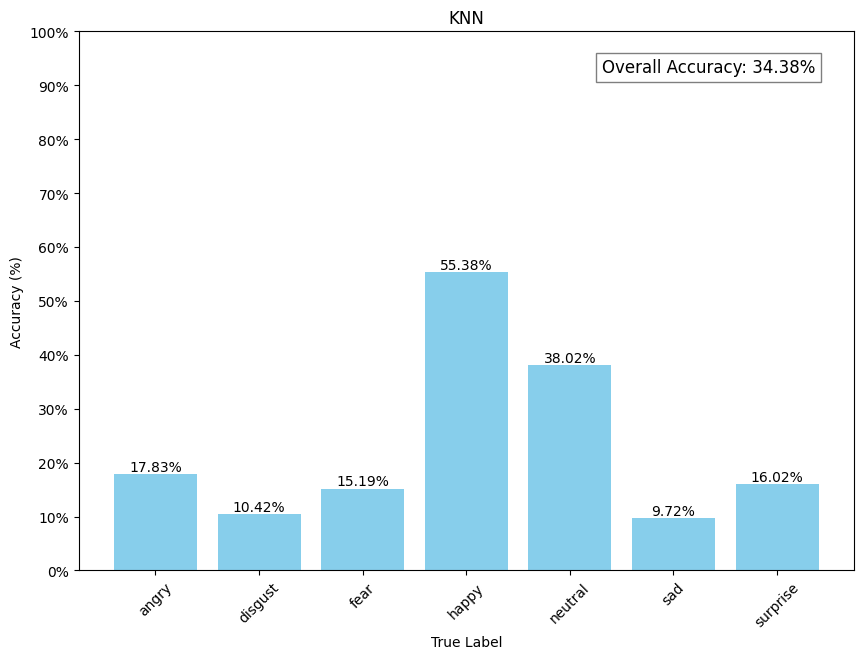 KNN
Overall Accuracy: 34.38%
Accuracy (%)
100%
90%
80%
70%
60%
50%
40%
30%
20%
10%
0%
17.83%
10.42%
15.19%
55.38%
38.02%
9.72%
16.02%
angry
disgust
fear
happy
neutral
sad
surprise
True Label